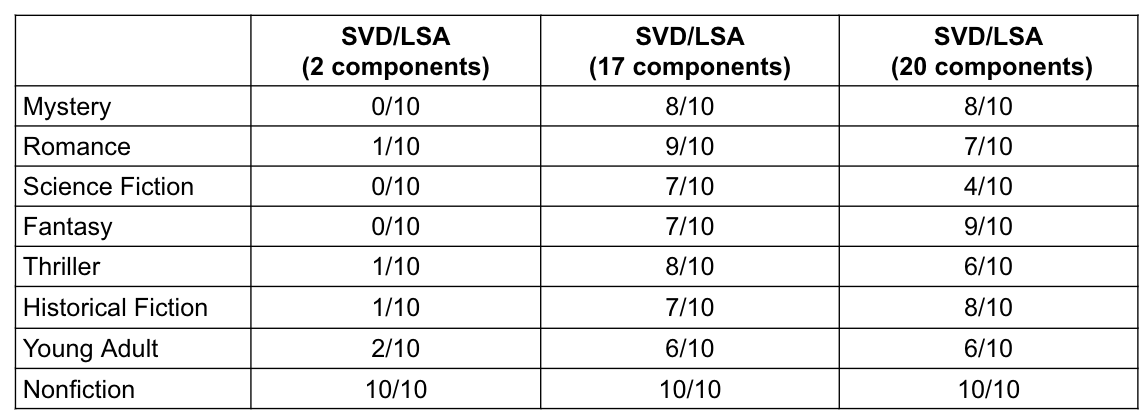 SVD/LSA SVD/LSA SVD/LSA
(2 components) (17 components) (20 components)
Mystery 0/10 8/10 8/10
Romance 1/10 9/10 7/10
Science Fiction 0/10 7/10 4/10
Fantasy 0/10 7/10 9/10
Thriller 1/10 8/10 6/10
Historical Fiction 1/10 7/10 8/10
Young Adult 2/10 6/10 6/10
Nonfiction 10/10 10/10 10/10